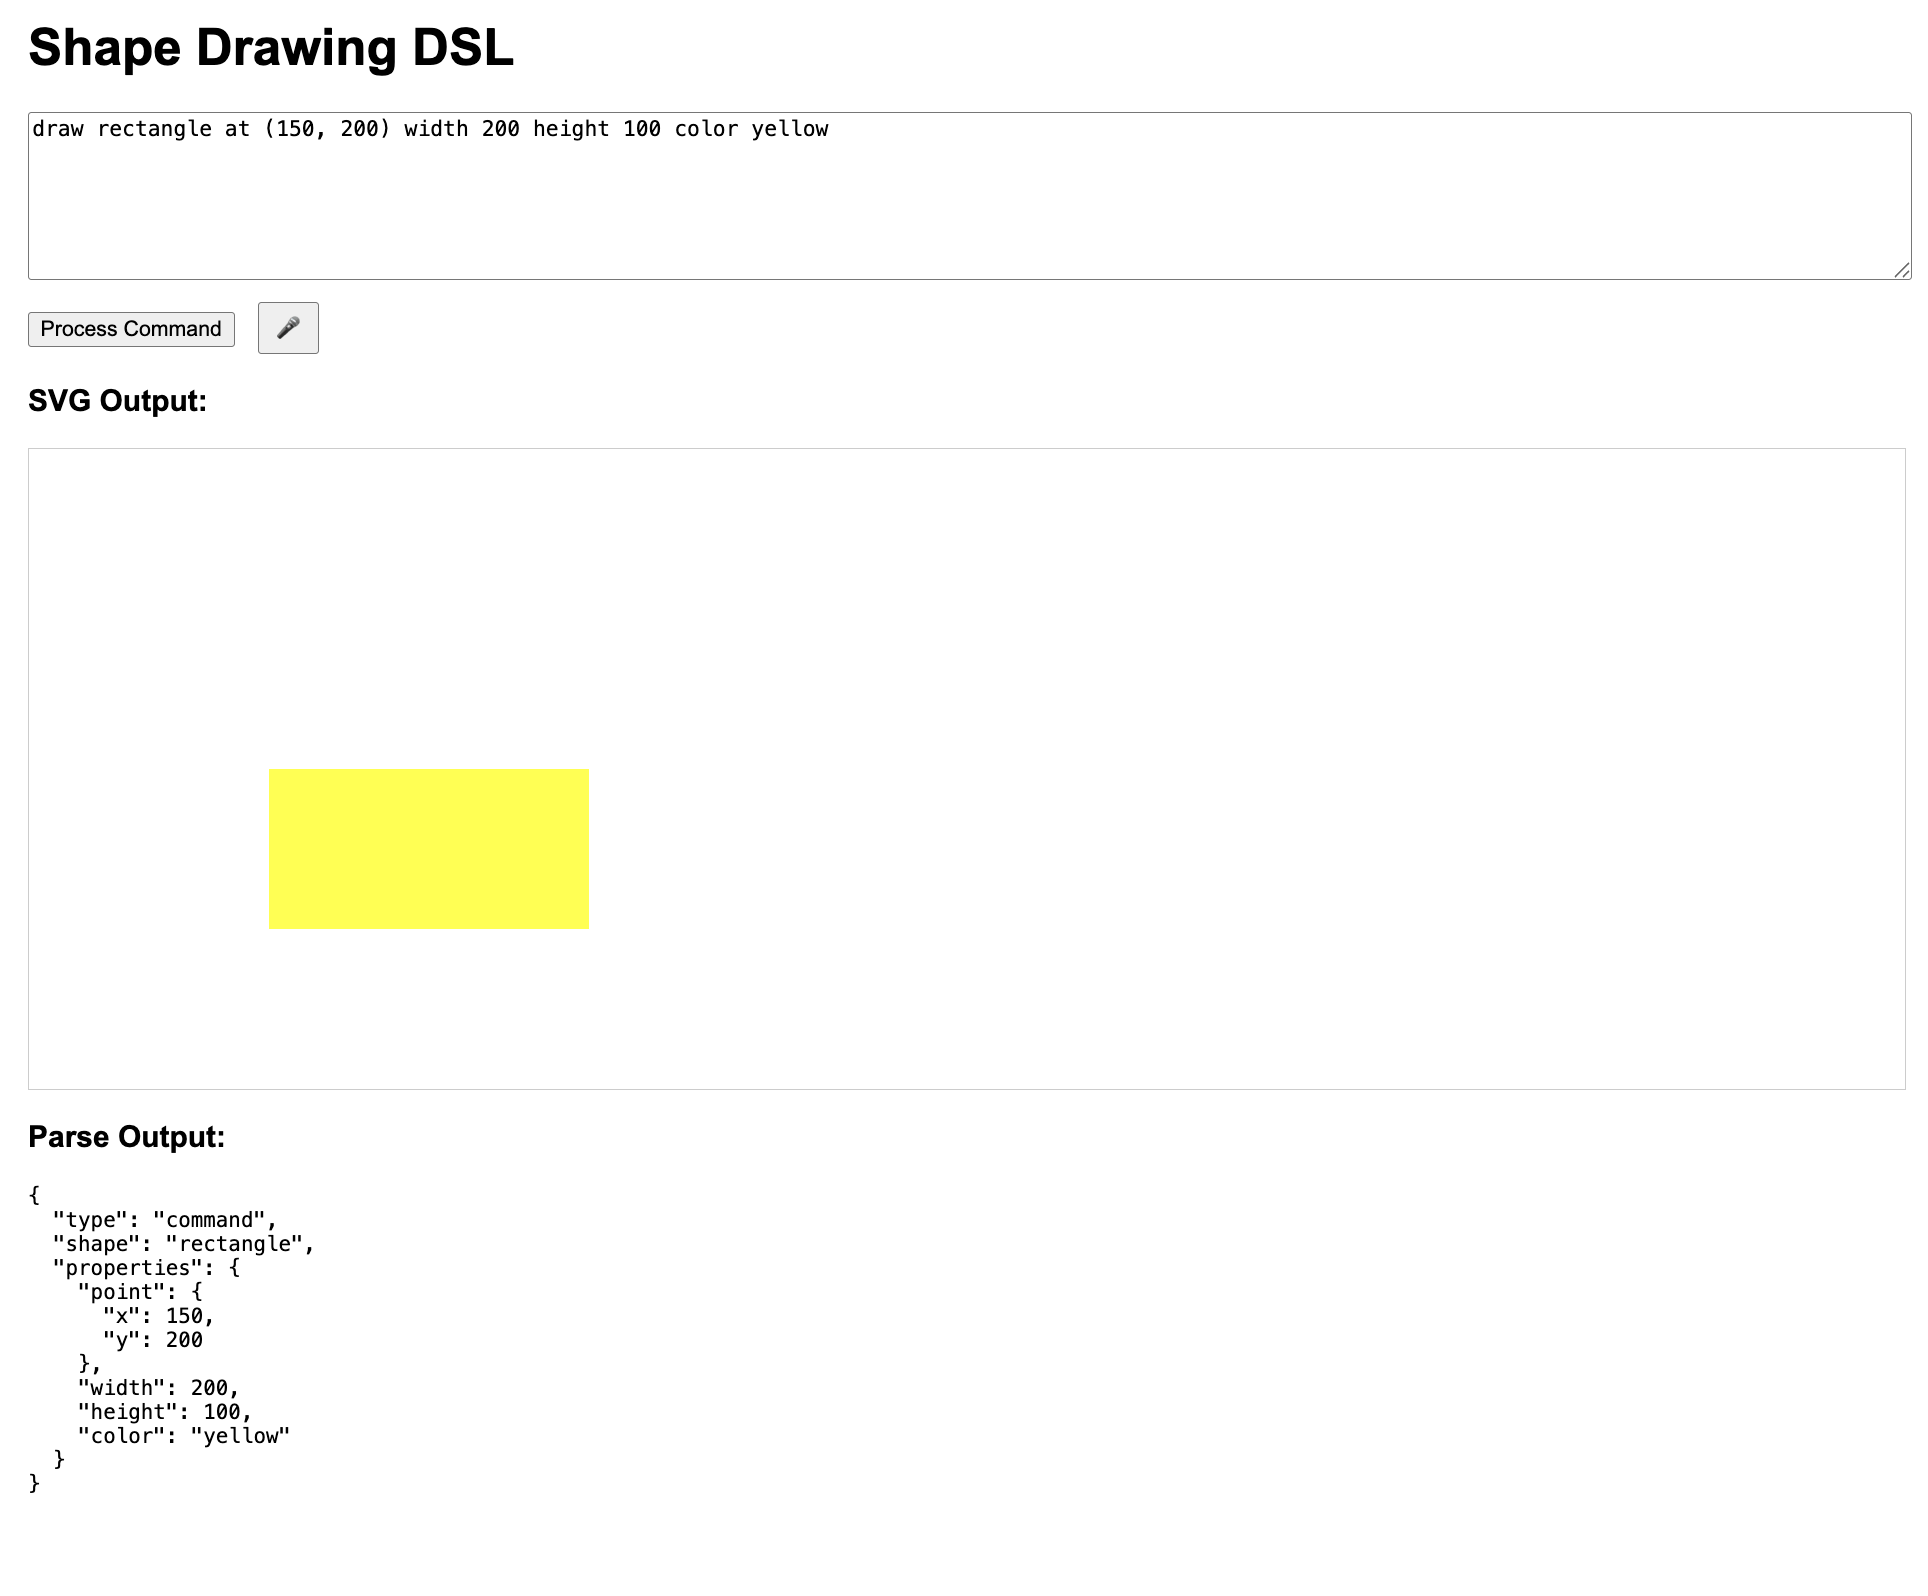 Shape Drawing DSL
draw rectangle at (150, 200) width 200 height 100 color yellow
Process Command
SVG Output:
Parse Output:
{
  "type": "command",
  "shape": "rectangle",
  "properties": {
    "point": {
      "x": 150,
      "y": 200
    },
    "width": 200,
    "height": 100,
    "color": "yellow"
  }
}